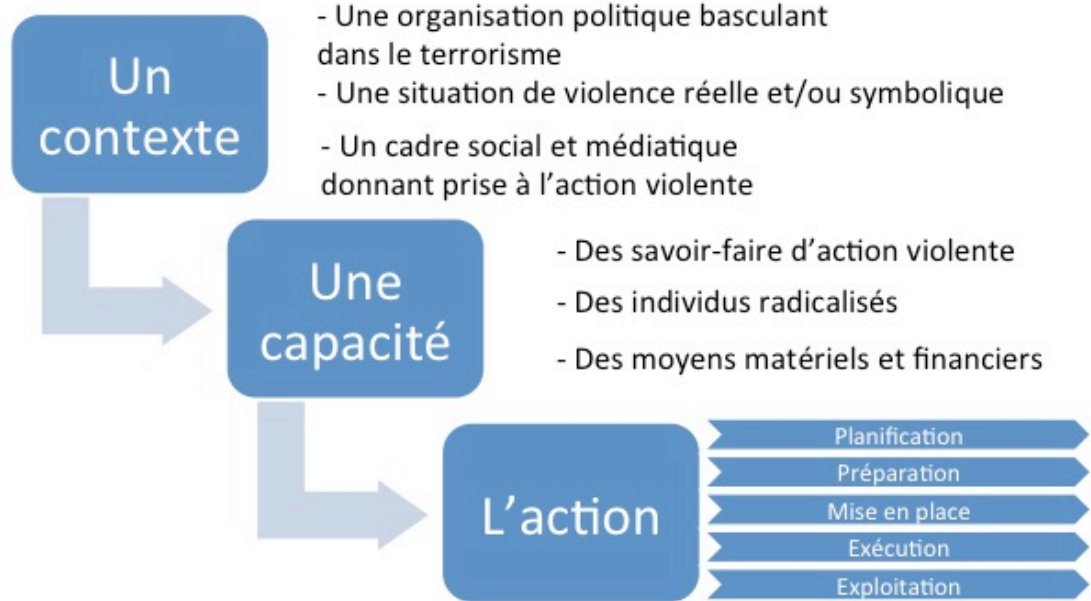 Un
contexte
- Une organisation politique basculant
dans le terrorisme
- Une situation de violence réelle et/ou symbolique
- Un cadre social et médiatique
donnant prise à l’action violente
Une
capacité
- Des savoir-faire d’action violente
- Des individus radicalisés
- Des moyens matériels et financiers
L’action
Planification
Préparation
Mise en place
Exécution
Exploitation